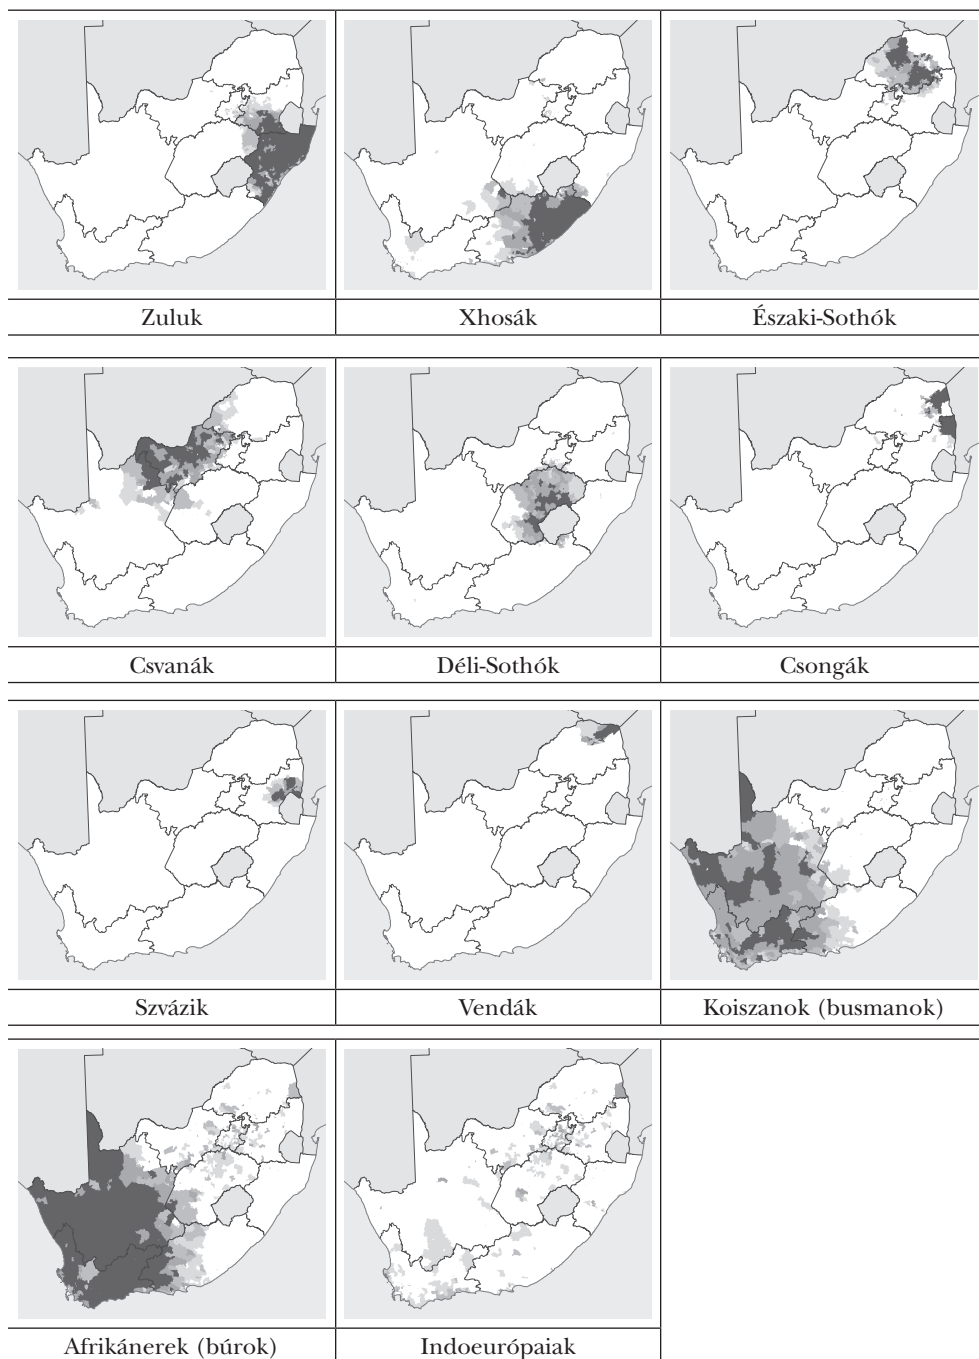 Zuluk
Xhosák
Északi-Sothók
Csvanák
Déli-Sothók
Csongák
Szvázik
Vendák
Koiszanok (busmanok)
Afrikánerek (búrok)
Indoeurópaiak